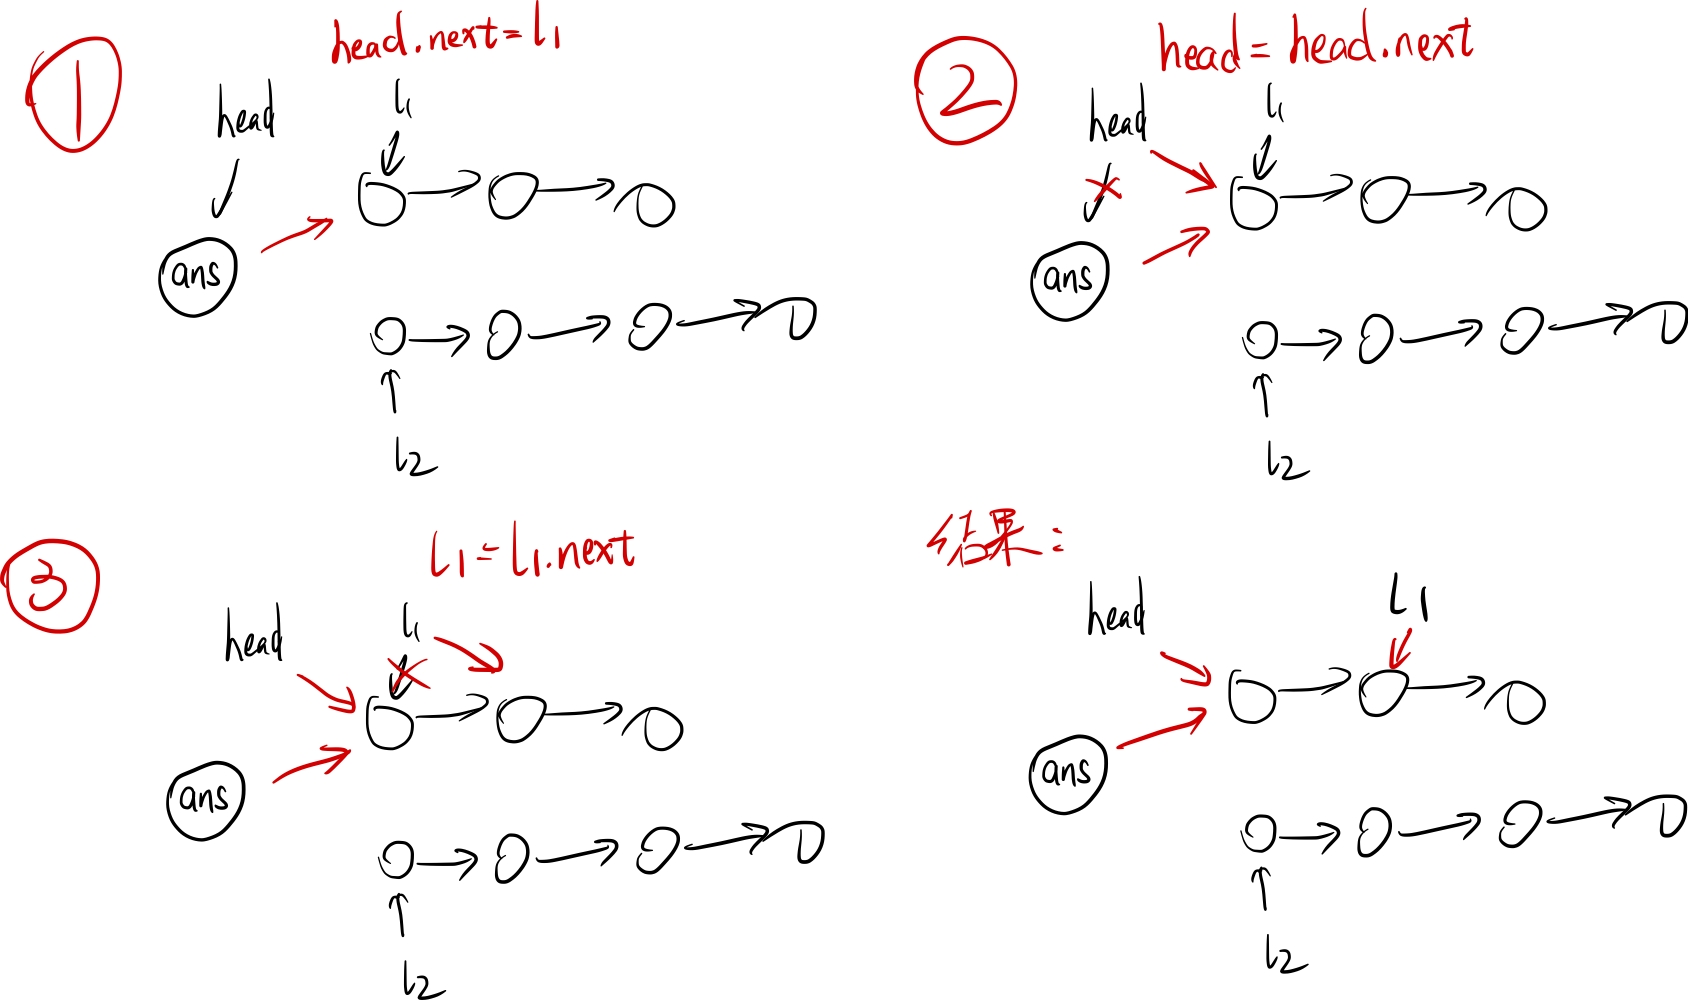 ① head.next=l1
head l1
ans
l2
② head=head.next
head l1
ans
l2
③ l1=l1.next
head l1
ans
l2
结果：
head L1
ans
l2